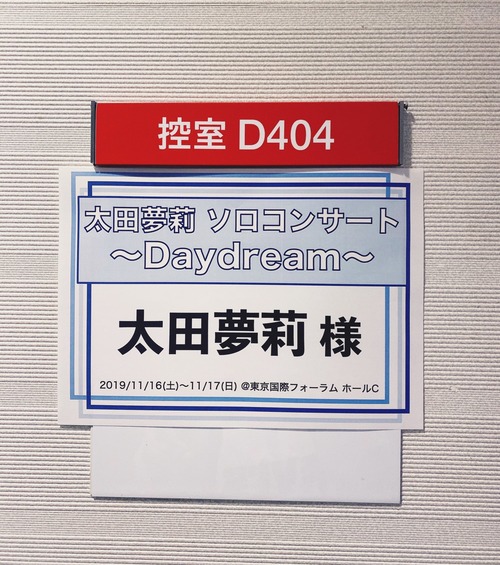 控室 D404
太田夢莉 ソロコンサート
～Daydream～
太田夢莉 様
2019/11/16(土)～11/17(日) @東京国際フォーラム ホールC